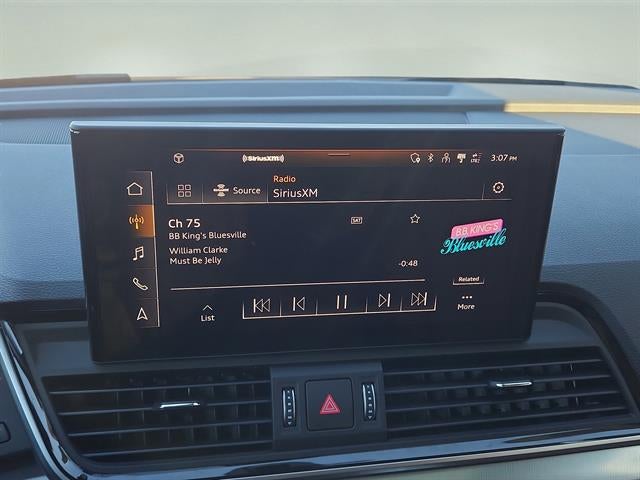 ((SiriusXM))
LTE
3:07 PM
Radio
Source
SiriusXM
Ch 75
SAT
BB King's Bluesville
B.B. KING'S
Bluesville
William Clarke
Must Be Jelly
-0:48
Related
List
More